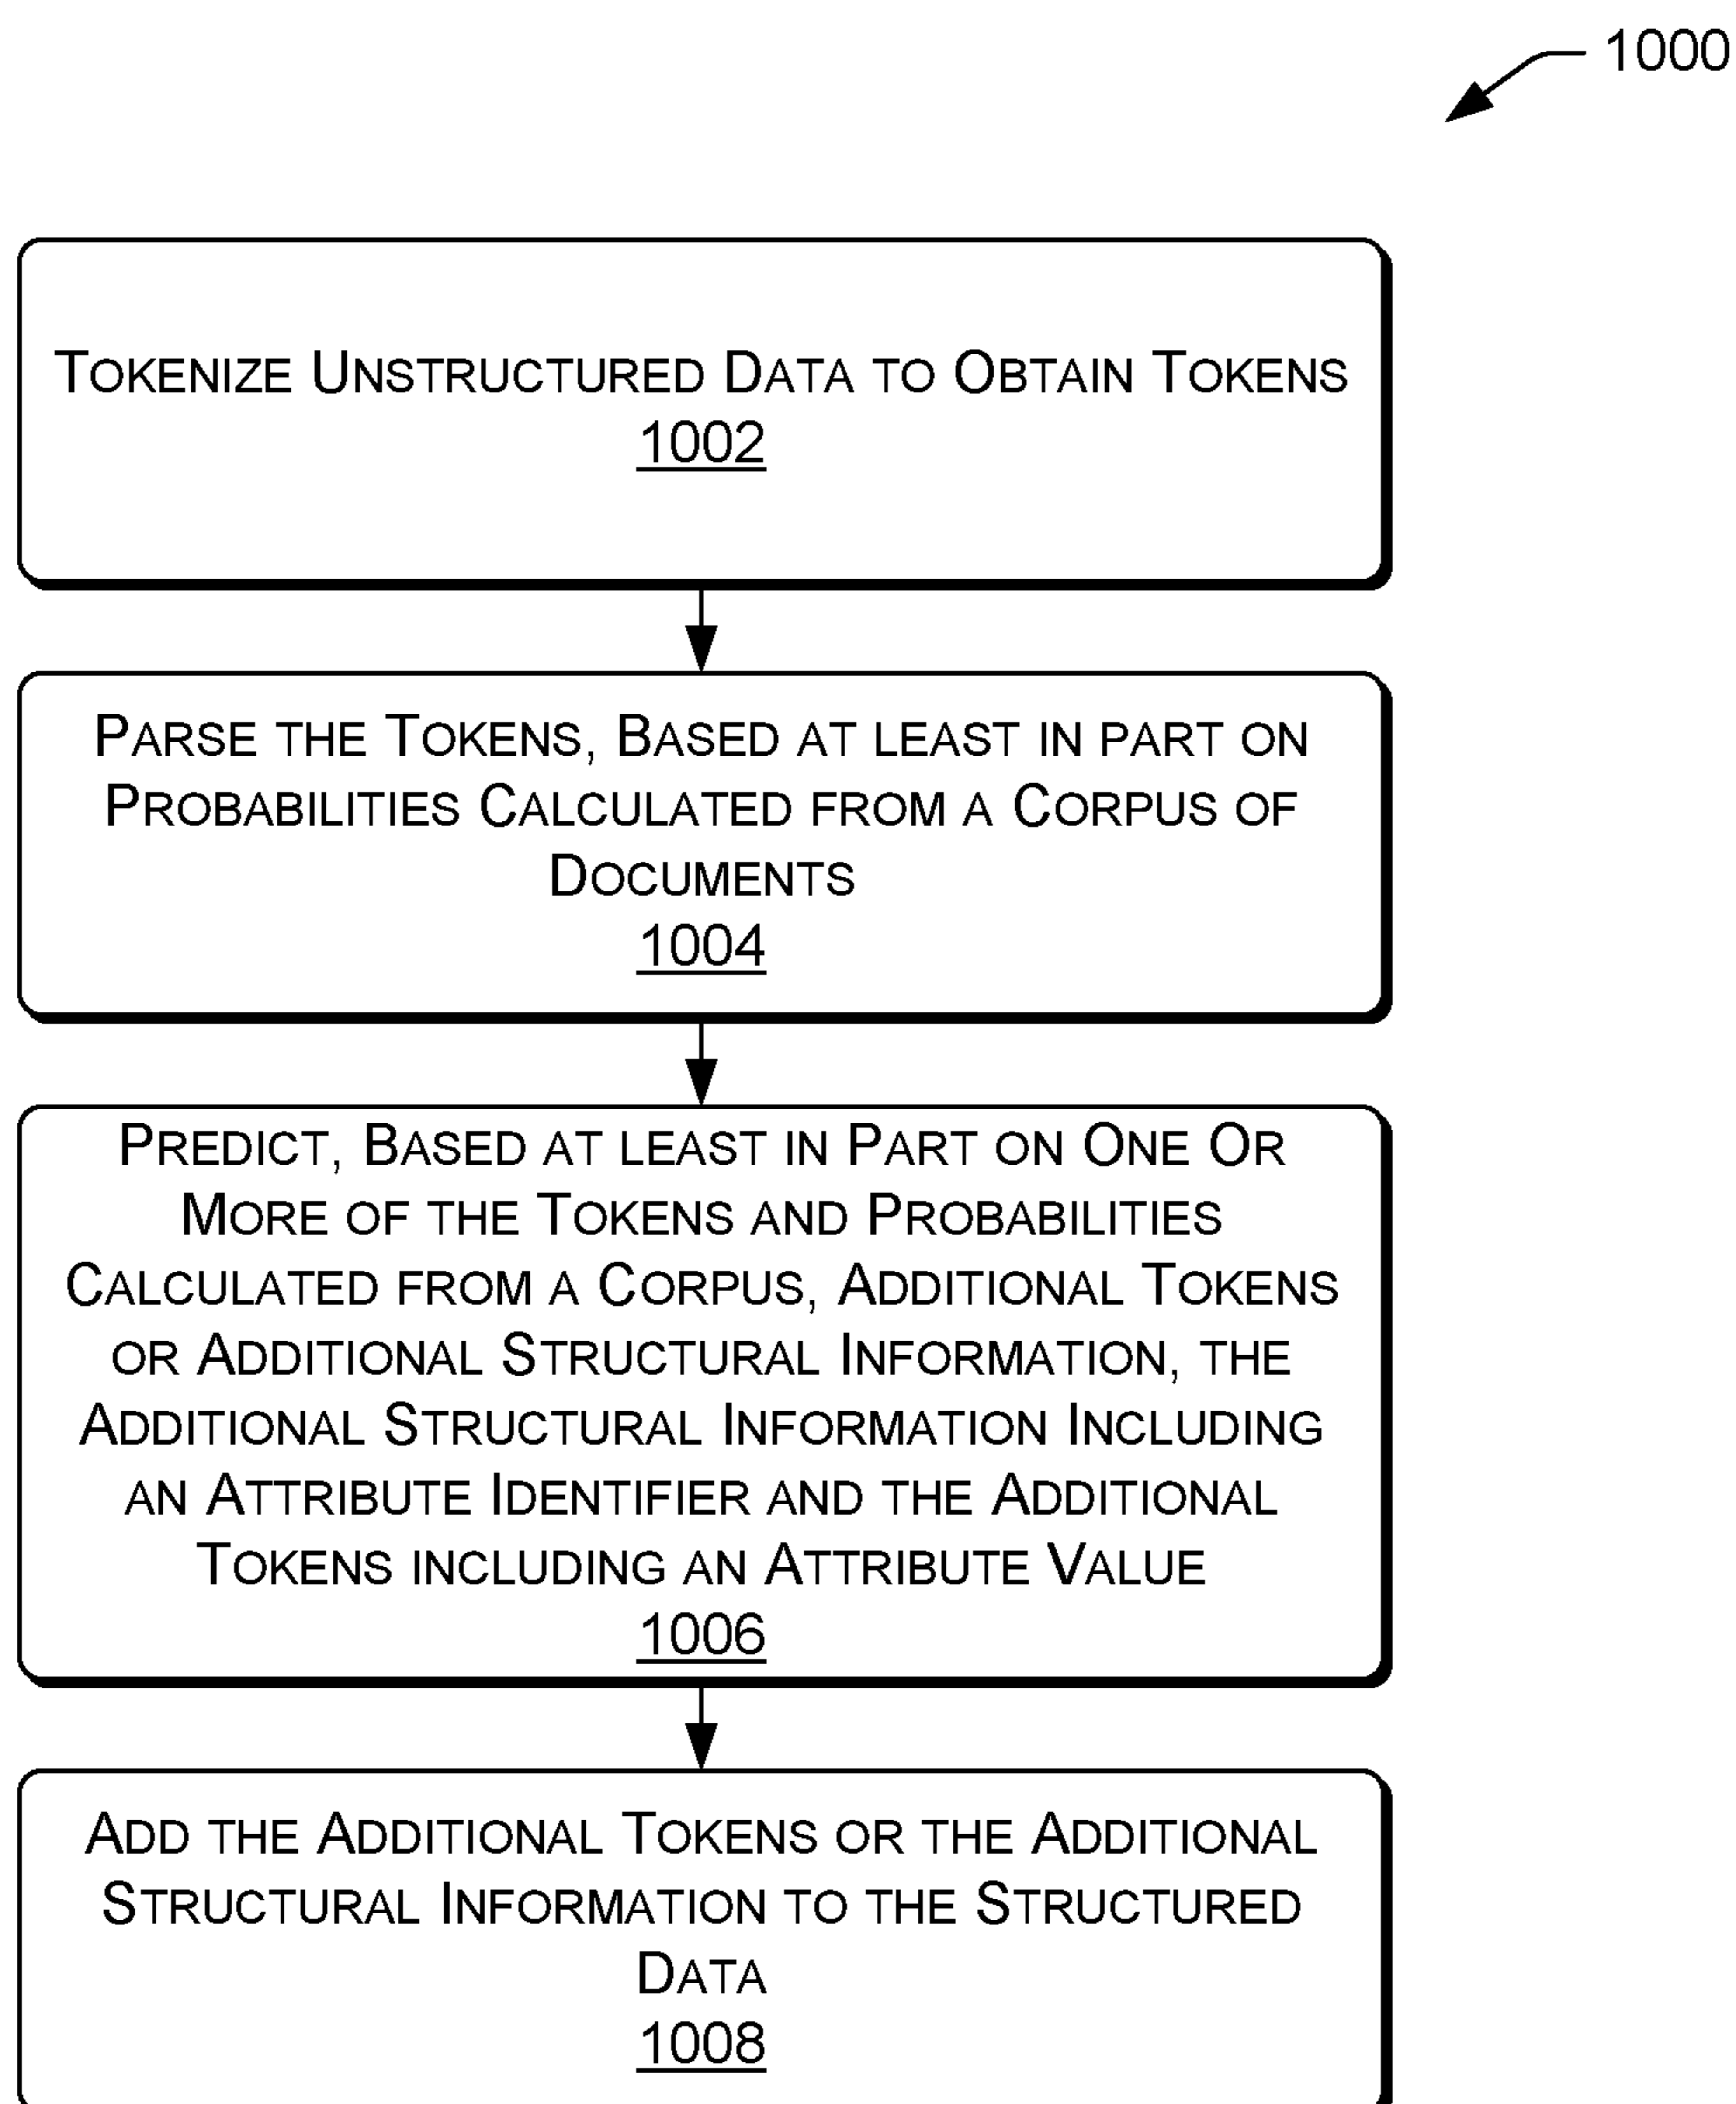 1000
Tokenize Unstructured Data to Obtain Tokens
1002
Parse the Tokens, Based at least in part on
Probabilities Calculated from a Corpus of
Documents
1004
Predict, Based at least in Part on One Or
More of the Tokens and Probabilities
Calculated from a Corpus, Additional Tokens
or Additional Structural Information, the
Additional Structural Information Including
an Attribute Identifier and the Additional
Tokens including an Attribute Value
1006
Add the Additional Tokens or the Additional
Structural Information to the Structured
Data
1008